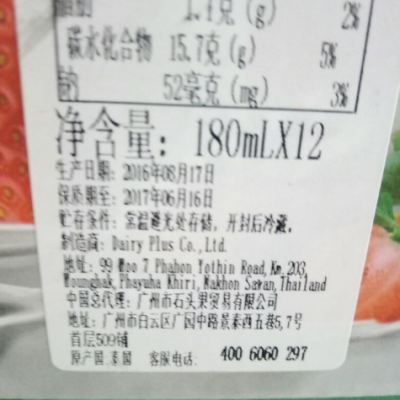 脂肪 1.1克(g) 2%
碳水化合物 15.7克(g) 5%
钠 52毫克(mg) 3%
净含量: 180mLX12
生产日期: 2016年08月17日
保质期至: 2017年06月16日
贮存条件: 常温避光处存储, 开封后冷藏.
制造商: Dairy Plus Co., Ltd.
地址: 99 Moo 7 Phahon Yothin Road, Km.203,
Younghak, Phayuha Khiri, Nakhon Sawan, Thailand
中国总代理: 广州市石头果贸易有限公司
地址: 广州市白云区广园中路景泰西五巷5,7号
首层509铺
原产国:泰国 客服电话: 400 6060 297